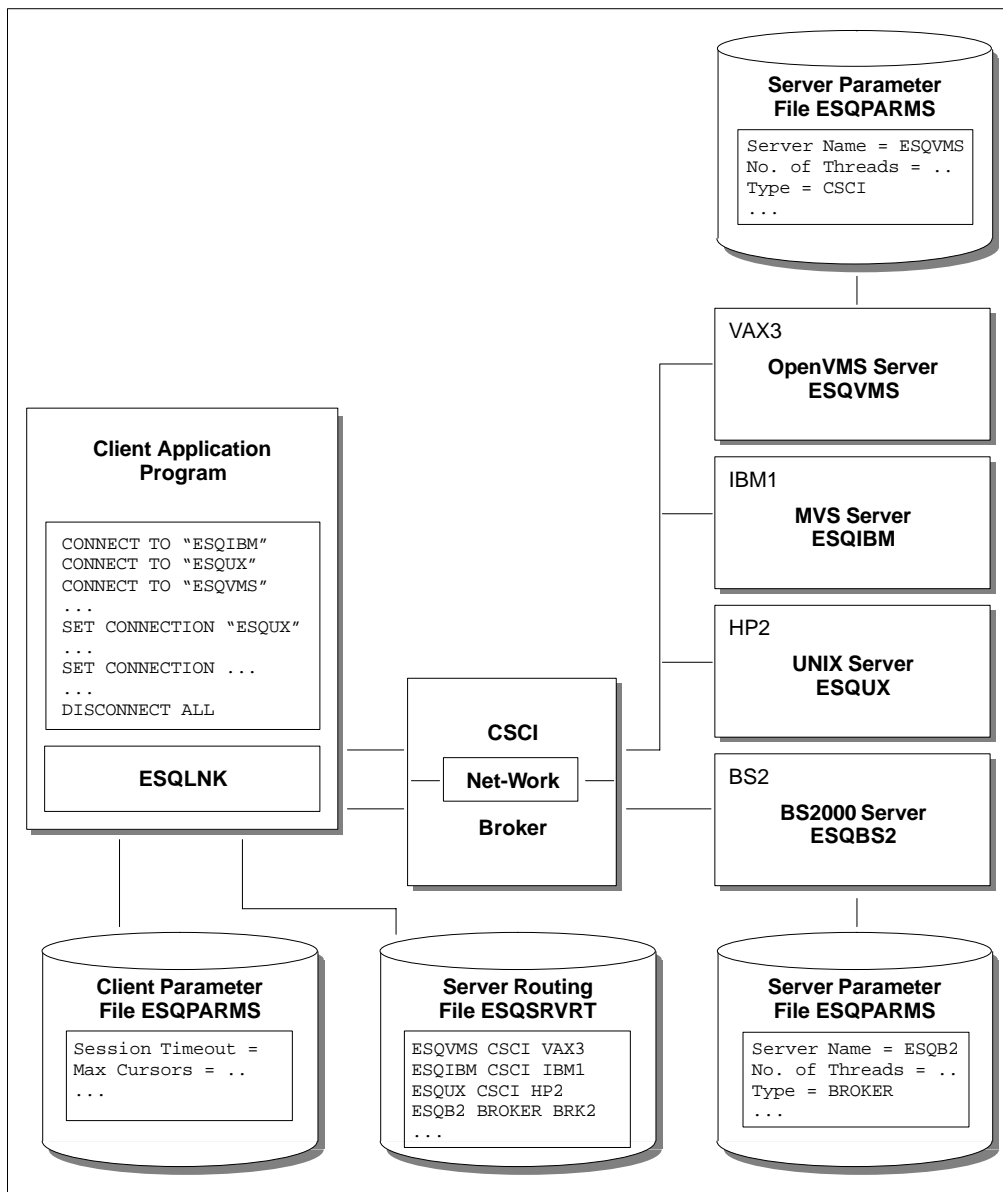 Server Parameter
File ESQPARMS
Server Name = ESQVMS
No. of Threads = ..
Type = CSCI
...
VAX3
OpenVMS Server
ESQVMS
Client Application
Program
CONNECT TO “ESQIBM”
CONNECT TO “ESQUX”
CONNECT TO “ESQVMS”
...
SET CONNECTION “ESQUX”
...
SET CONNECTION ...
...
DISCONNECT ALL
ESQLNK
IBM1
MVS Server
ESQIBM
HP2
UNIX Server
ESQUX
CSCI
Net-Work
Broker
BS2
BS2000 Server
ESQBS2
Client Parameter
File ESQPARMS
Session Timeout =
Max Cursors = ..
...
Server Routing
File ESQSRVRT
ESQVMS CSCI VAX3
ESQIBM CSCI IBM1
ESQUX CSCI HP2
ESQB2 BROKER BRK2
...
Server Parameter
File ESQPARMS
Server Name = ESQB2
No. of Threads = ..
Type = BROKER
...